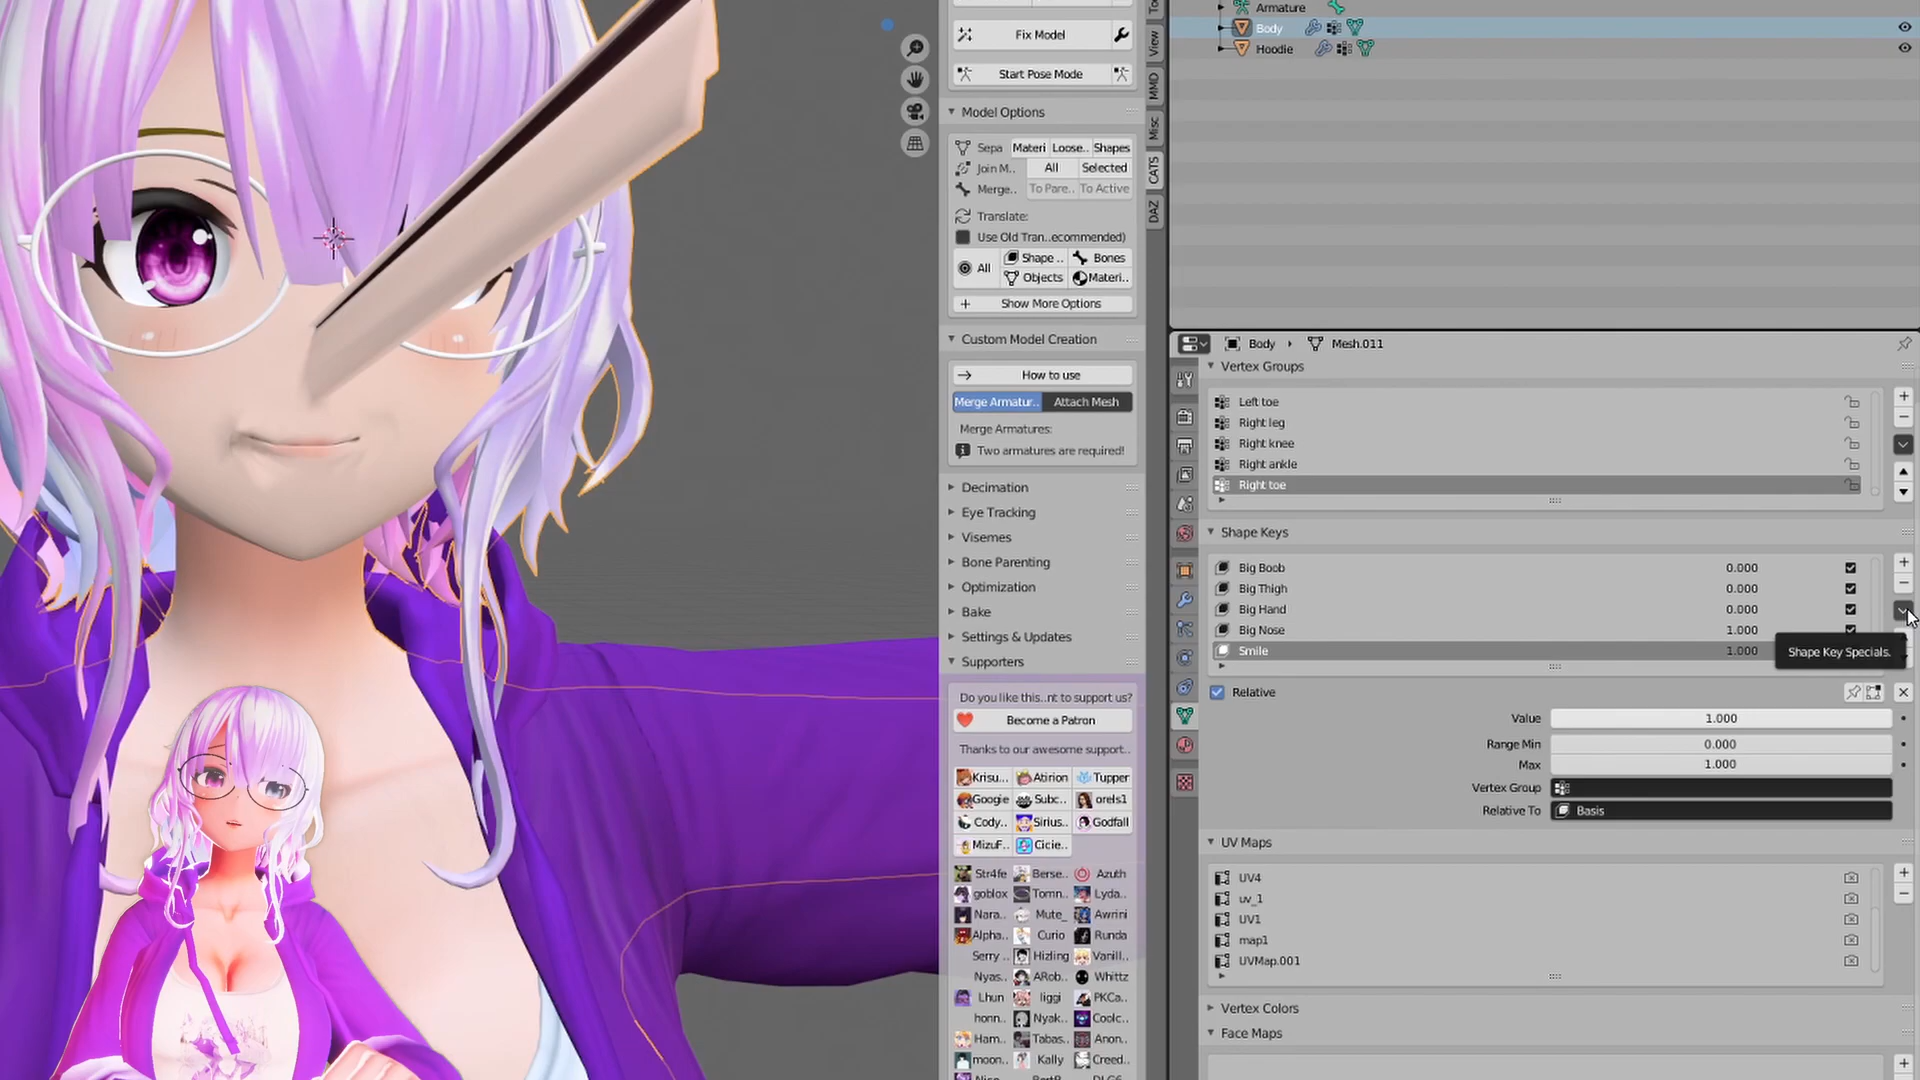 Fix Model
Start Pose Mode
Model Options
Sepa Materi Loose.. Shapes
Join M.. All Selected
Merge.. To Pare.. To Active
Translate:
Use Old Tran..ecommended)
All Shape .. Bones
Objects Materi..
Show More Options
Custom Model Creation
How to use
Merge Armatur.. Attach Mesh
Merge Armatures:
Two armatures are required!
Decimation
Eye Tracking
Visemes
Bone Parenting
Optimization
Bake
Settings & Updates
Supporters
Do you like this..nt to support us?
Become a Patron
Thanks to our awesome support..
Krisu... Atirion Tupper
Googie Subc.. orels1
Cody.. Sirius.. Godfall
MizuF.. Cicie..
Str4fe Berse.. Azuth
goblox Tomn.. Lyda..
Nara.. Mute_ Awrini
Alpha.. Curio Runda
Serry .. Hizling Vanill..
Nyas.. ARob.. Whittz
Lhun liggi PKCa..
honn.. Nyak.. Coolc..
Ham.. Tabas.. Anon..
moon.. Kally Creed..
View
MMD
Misc
CATS
DAZ
Armature
Body
Hoodie
Body Mesh.011
Vertex Groups
Left toe
Right leg
Right knee
Right ankle
Right toe
Shape Keys
Big Boob 0.000
Big Thigh 0.000
Big Hand 0.000
Big Nose 1.000
Smile 1.000
Shape Key Specials.
Relative
Value 1.000
Range Min 0.000
Max 1.000
Vertex Group
Relative To Basis
UV Maps
UV4
uv_1
UV1
map1
UVMap.001
Vertex Colors
Face Maps